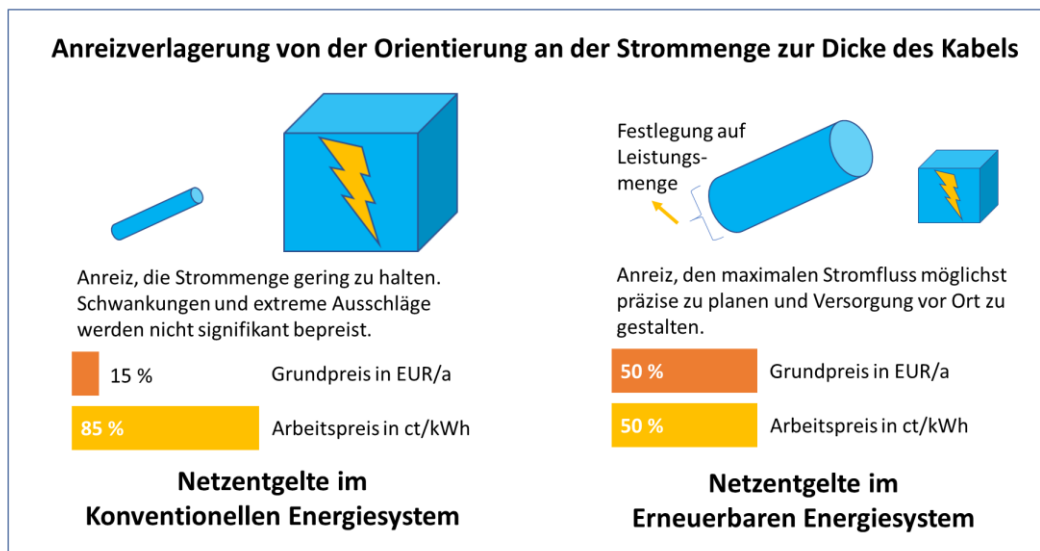 Anreizverlagerung von der Orientierung an der Strommenge zur Dicke des Kabels
Anreiz, die Strommenge gering zu halten.
Schwankungen und extreme Ausschläge
werden nicht signifikant bepreist.
15 % Grundpreis in EUR/a
85 % Arbeitspreis in ct/kWh
Netzentgelte im
Konventionellen Energiesystem
Festlegung auf
Leistungs-
menge
Anreiz, den maximalen Stromfluss möglichst
präzise zu planen und Versorgung vor Ort zu
gestalten.
50 % Grundpreis in EUR/a
50 % Arbeitspreis in ct/kWh
Netzentgelte im
Erneuerbaren Energiesystem